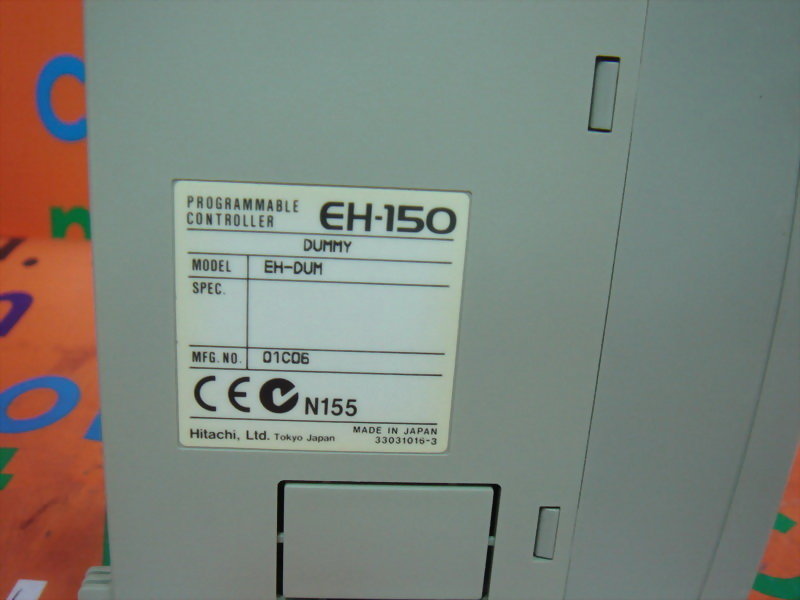 PROGRAMMABLE
CONTROLLER EH-150
DUMMY
MODEL EH-DUM
SPEC.
MFG. NO. 01C06
CE N155
Hitachi, Ltd. Tokyo Japan
MADE IN JAPAN
33031016-3